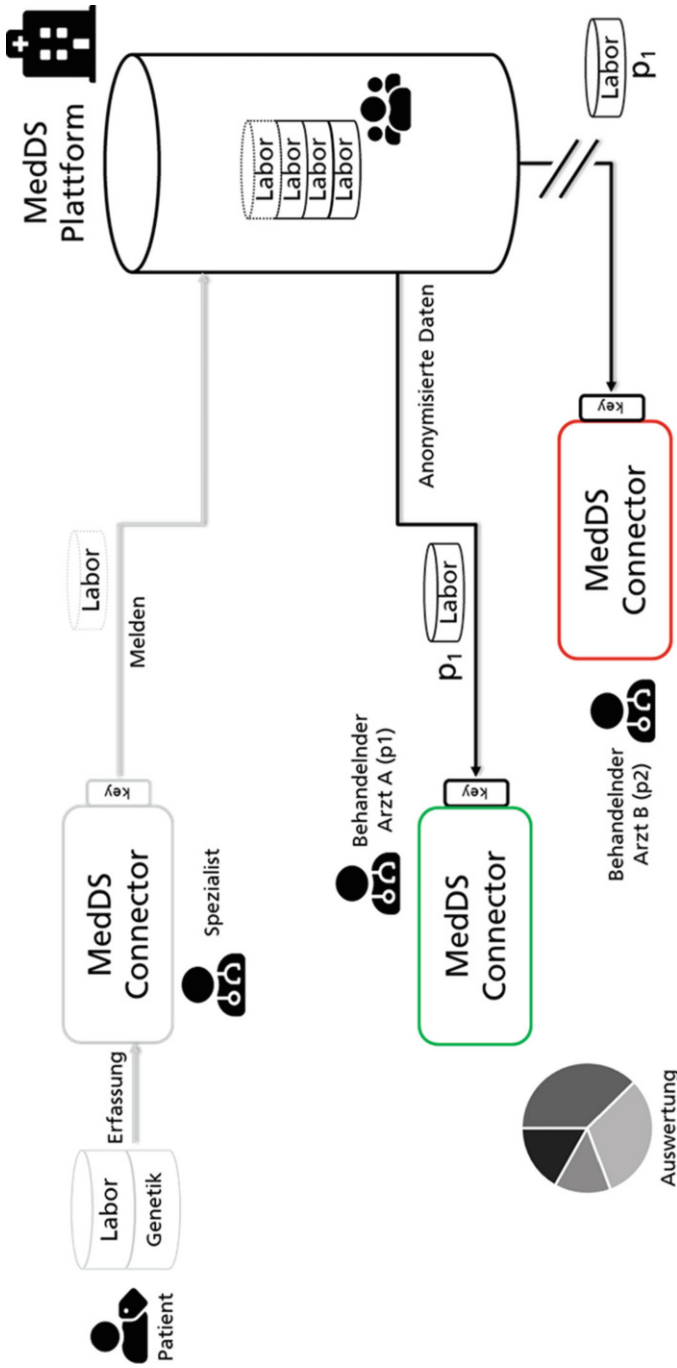 Patient
Labor
Genetik
Erfassung
MedDS
Connector
key
Spezialist
Labor
Melden
MedDS
Plattform
Labor
Labor
Labor
Labor
Anonymisierte Daten
p1
Labor
Behandelnder
Arzt A (p1)
key
MedDS
Connector
Auswertung
Labor
p1
key
MedDS
Connector
Behandelnder
Arzt B (p2)